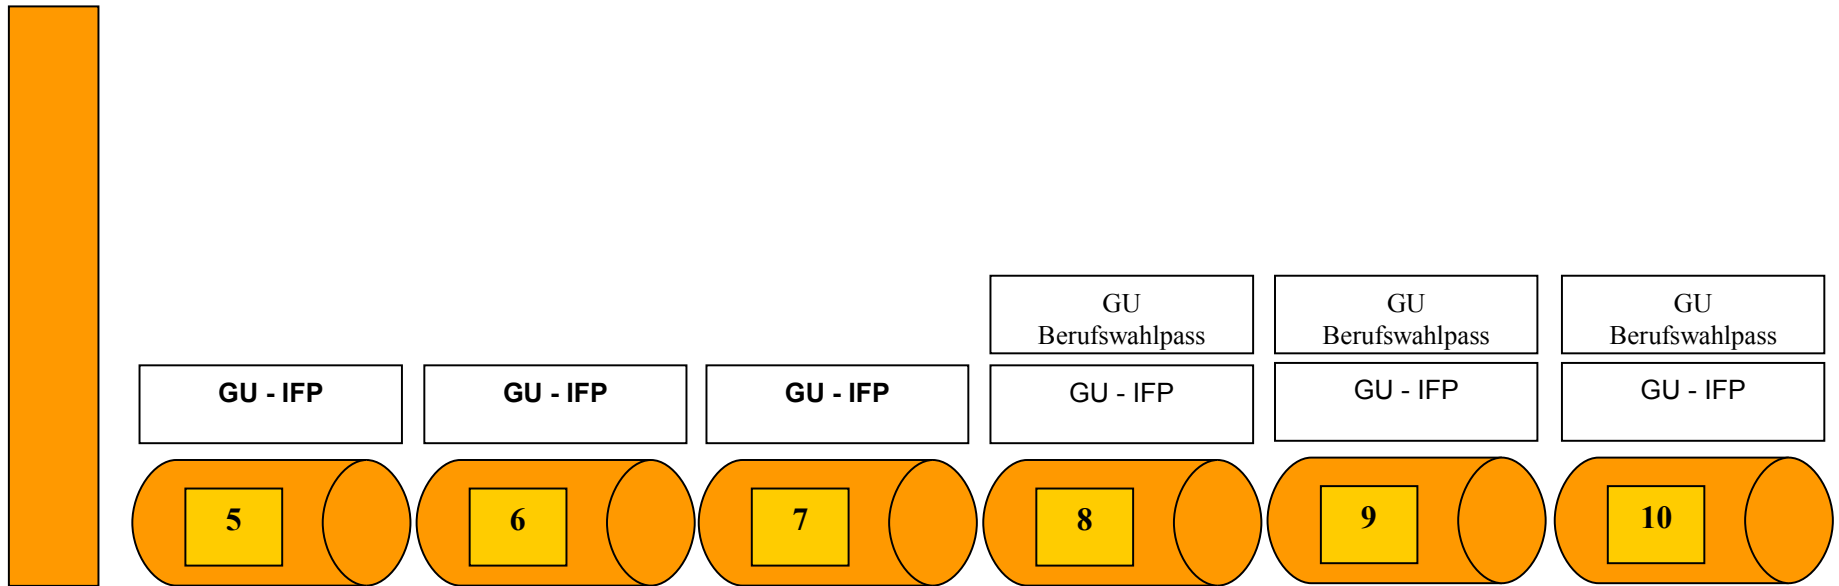 GU
Berufswahlpass
GU
Berufswahlpass
GU
Berufswahlpass
GU - IFP
GU - IFP
GU - IFP
GU - IFP
GU - IFP
GU - IFP
5
6
7
8
9
10